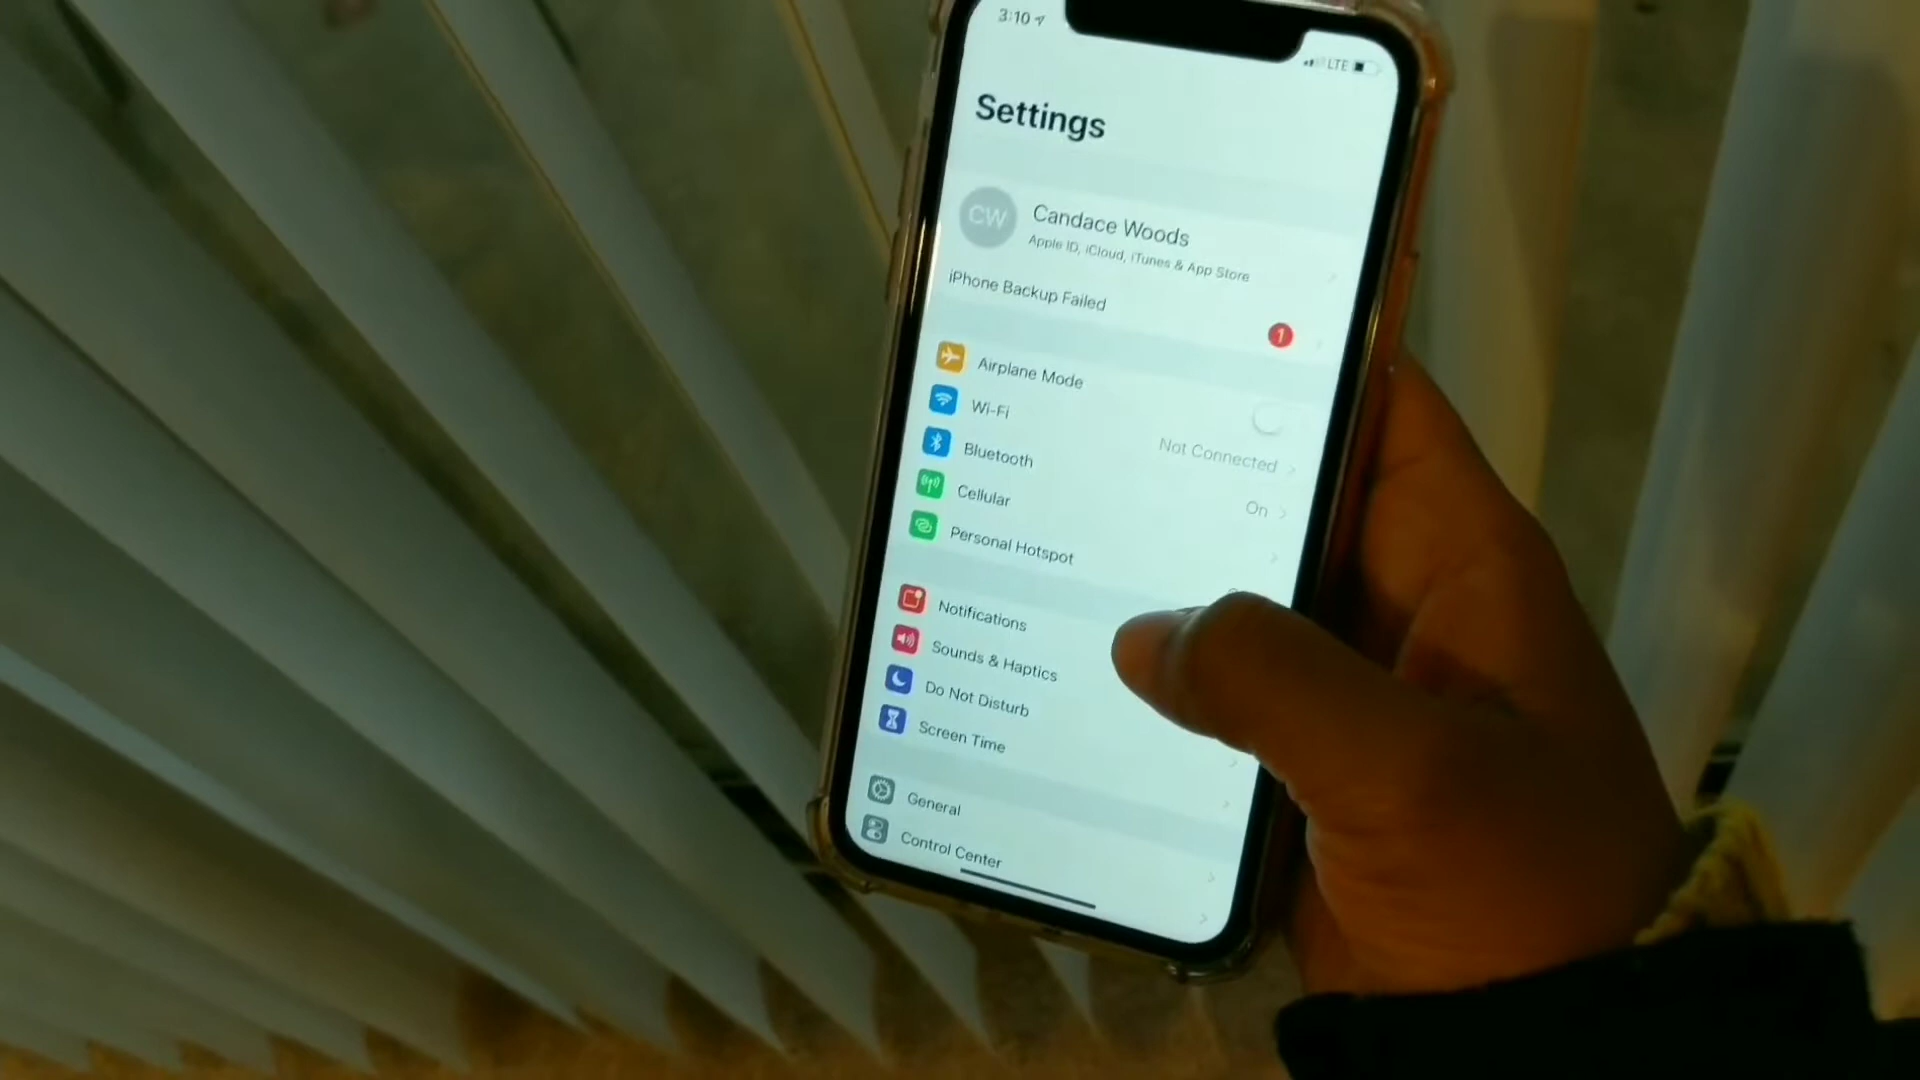 3:10
LTE
Settings
CW
Candace Woods
Apple ID, iCloud, iTunes & App Store
iPhone Backup Failed
1
Airplane Mode
Wi-Fi
Not Connected
Bluetooth
On
Cellular
Personal Hotspot
Notifications
Sounds & Haptics
Do Not Disturb
Screen Time
General
Control Center